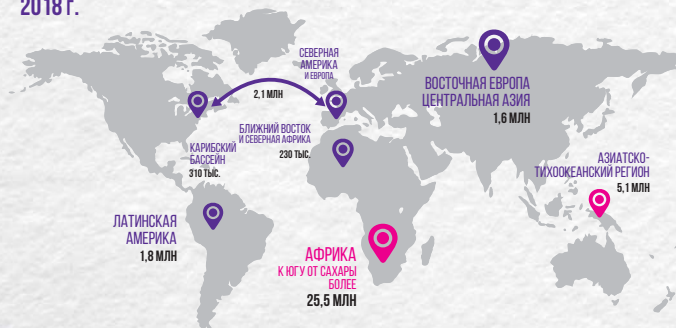 2018 г.
СЕВЕРНАЯ
АМЕРИКА
И ЕВРОПА
2,1 МЛН
ВОСТОЧНАЯ ЕВРОПА
ЦЕНТРАЛЬНАЯ АЗИЯ
1,6 МЛН
БЛИЖНИЙ ВОСТОК
И СЕВЕРНАЯ АФРИКА
230 ТЫС.
КАРИБСКИЙ
БАССЕЙН
310 ТЫС.
АЗИАТСКО-
ТИХООКЕАНСКИЙ РЕГИОН
5,1 МЛН
ЛАТИНСКАЯ
АМЕРИКА
1,8 МЛН
АФРИКА
К ЮГУ ОТ САХАРЫ
БОЛЕЕ
25,5 МЛН